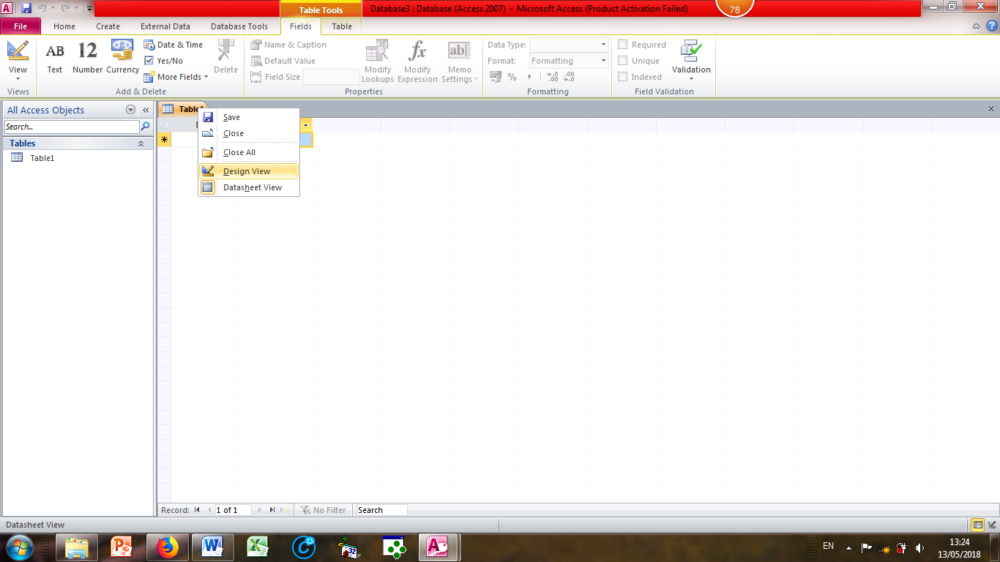 Table Tools
Database3 : Database (Access 2007) - Microsoft Access (Product Activation Failed)
78
File Home Create External Data Database Tools Fields Table
View
Views
AB
Text
12
Number
Currency
Date & Time
Yes/No
More Fields
Delete
Add & Delete
Name & Caption
Default Value
Field Size
Modify
Lookups
fx
Modify
Expression
ab
Memo
Settings
Properties
Data Type:
Format: Formatting
%
,
.00
.00
Formatting
Required
Unique
Indexed
Validation
Field Validation
All Access Objects
Search...
Tables
Table1
Table1
Save
Close
Close All
Design View
Datasheet View
Record: 1 of 1 No Filter Search
Datasheet View
EN
13:24
13/05/2018